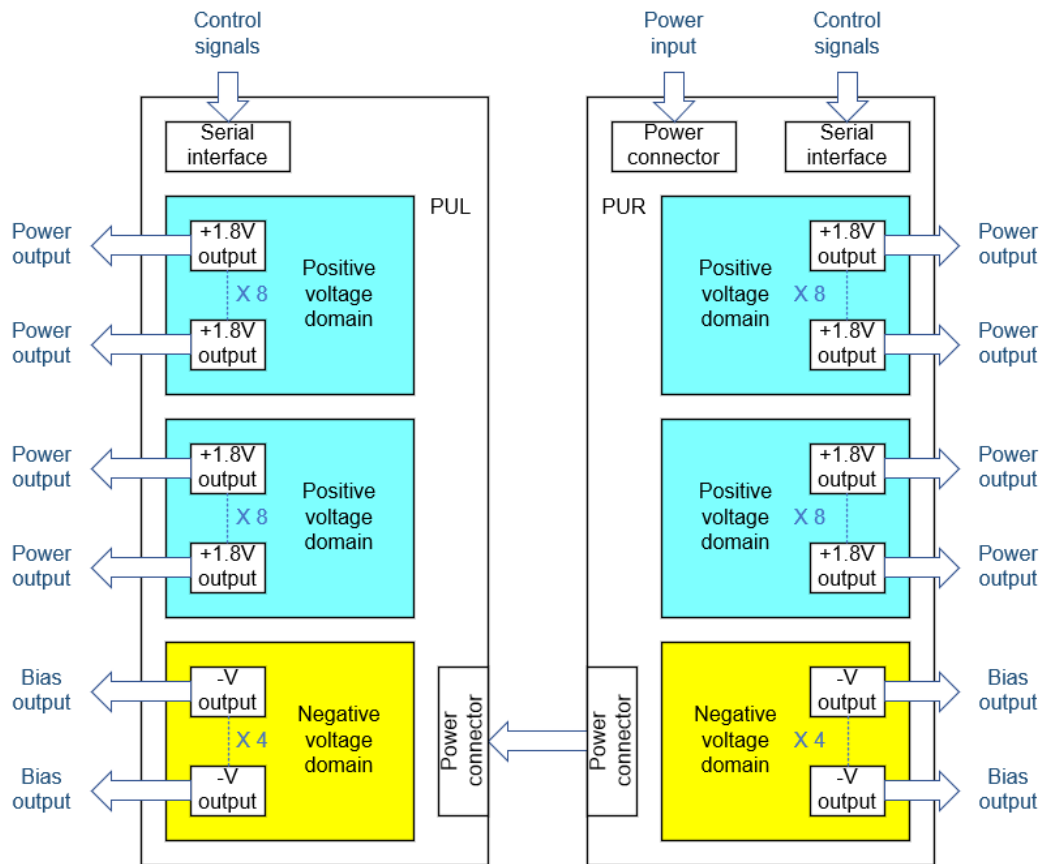 Control
signals
Power
input
Control
signals
Serial
interface
Power
connector
Serial
interface
PUL
PUR
Power
output
+1.8V
output
X 8
Positive
voltage
domain
Power
output
+1.8V
output
Positive
voltage
domain
X 8
+1.8V
output
Power
output
+1.8V
output
Power
output
Power
output
+1.8V
output
X 8
Positive
voltage
domain
Power
output
+1.8V
output
Positive
voltage
domain
X 8
+1.8V
output
Power
output
+1.8V
output
Power
output
Bias
output
-V
output
X 4
Negative
voltage
domain
Bias
output
-V
output
Power
connector
Power
connector
Negative
voltage
domain
X 4
-V
output
Bias
output
-V
output
Bias
output